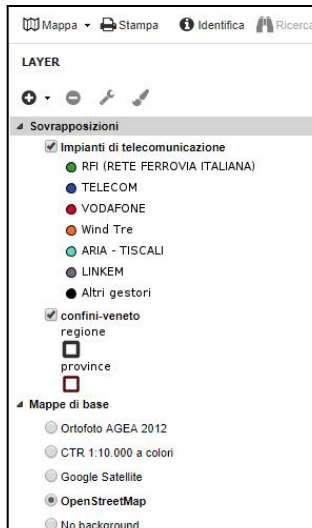 Mappa Stampa Identifica Ricerca
LAYER
Sovrapposizioni
Impianti di telecomunicazione
RFI (RETE FERROVIA ITALIANA)
TELECOM
VODAFONE
Wind Tre
ARIA - TISCALI
LINKEM
Altri gestori
confini-veneto
regione
province
Mappe di base
Ortofoto AGEA 2012
CTR 1:10.000 a colori
Google Satellite
OpenStreetMap
No background